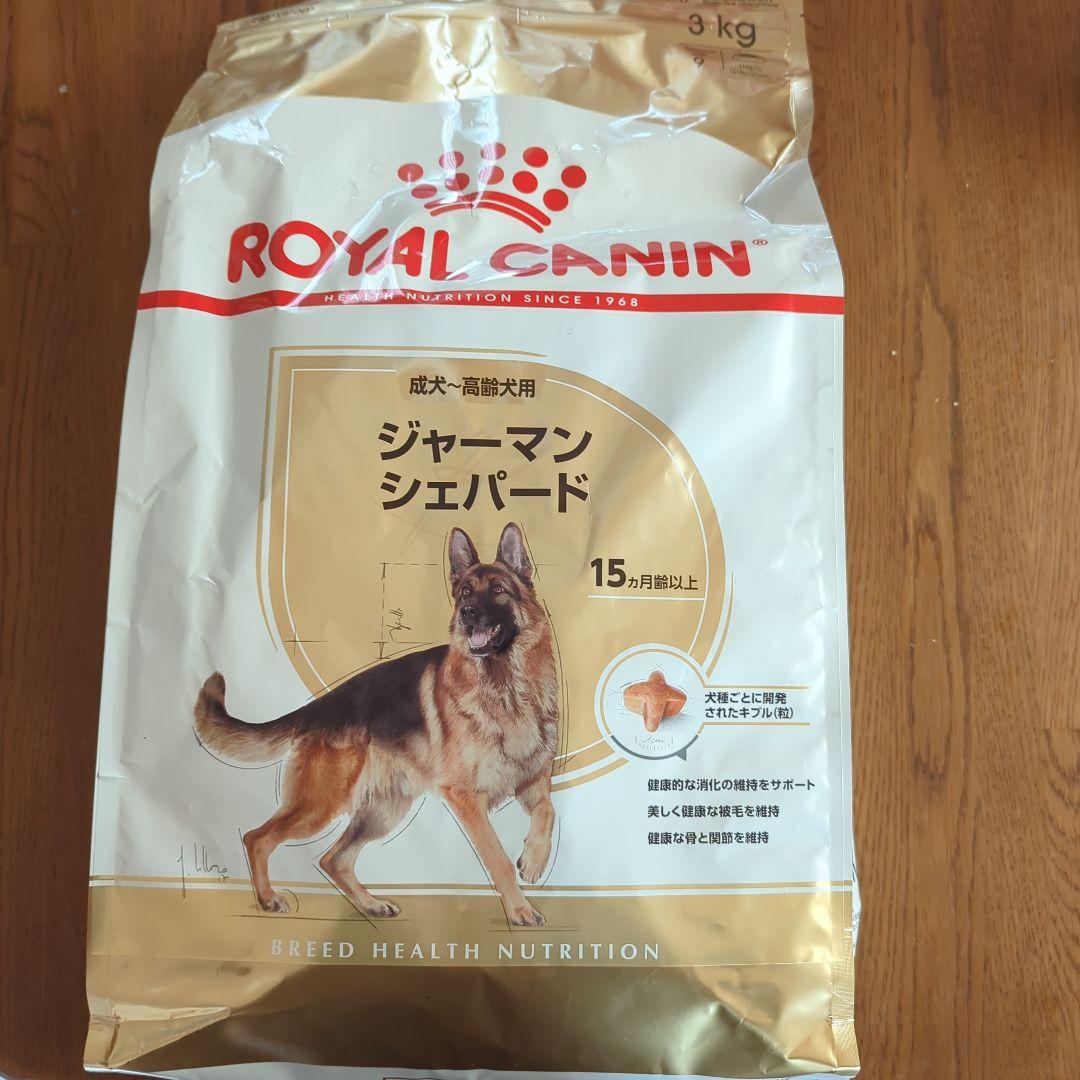 3 kg
ROYAL CANIN®
HEALTH NUTRITION SINCE 1968
成犬～高齢犬用
ジャーマン
シェパード
15ヵ月齢以上
犬種ごとに開発
されたキブル(粒)
1cm
健康的な消化の維持をサポート
美しく健康な被毛を維持
健康な骨と関節を維持
BREED HEALTH NUTRITION